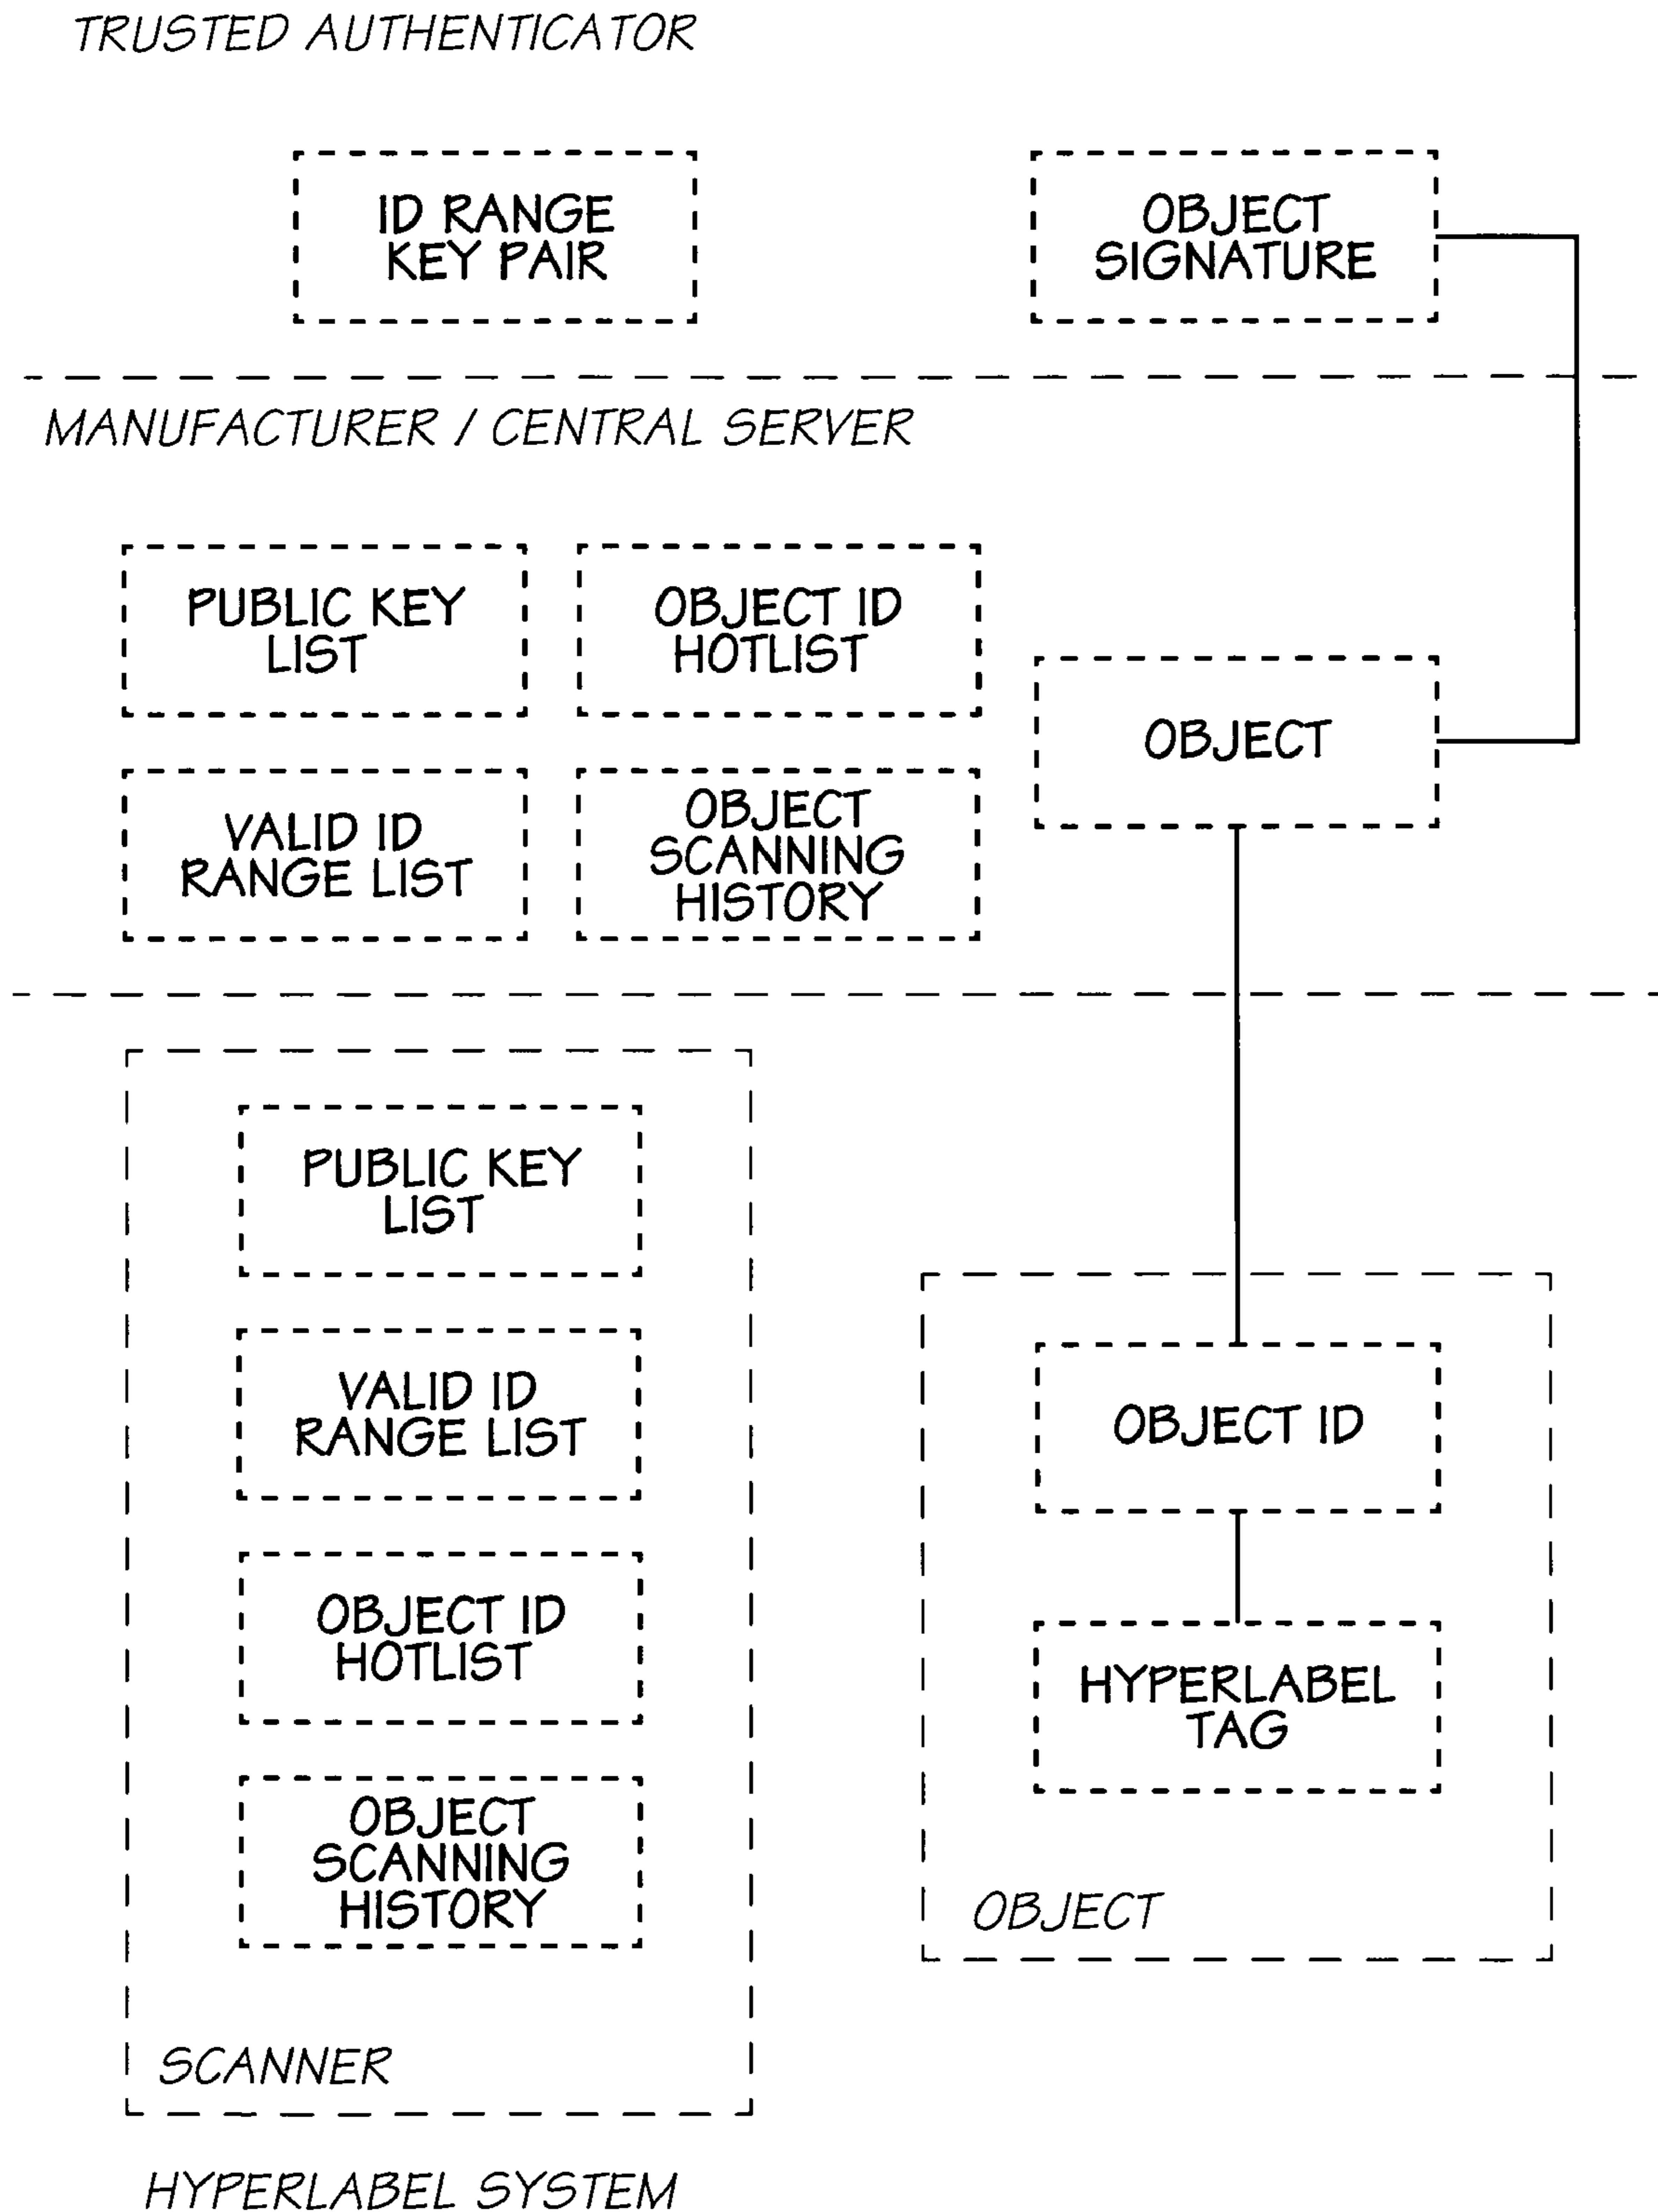 TRUSTED AUTHENTICATOR
ID RANGE
KEY PAIR
OBJECT
SIGNATURE
MANUFACTURER / CENTRAL SERVER
PUBLIC KEY
LIST
OBJECT ID
HOTLIST
OBJECT
VALID ID
RANGE LIST
OBJECT
SCANNING
HISTORY
PUBLIC KEY
LIST
VALID ID
RANGE LIST
OBJECT ID
HOTLIST
OBJECT
SCANNING
HISTORY
SCANNER
OBJECT ID
HYPERLABEL
TAG
OBJECT
HYPERLABEL SYSTEM